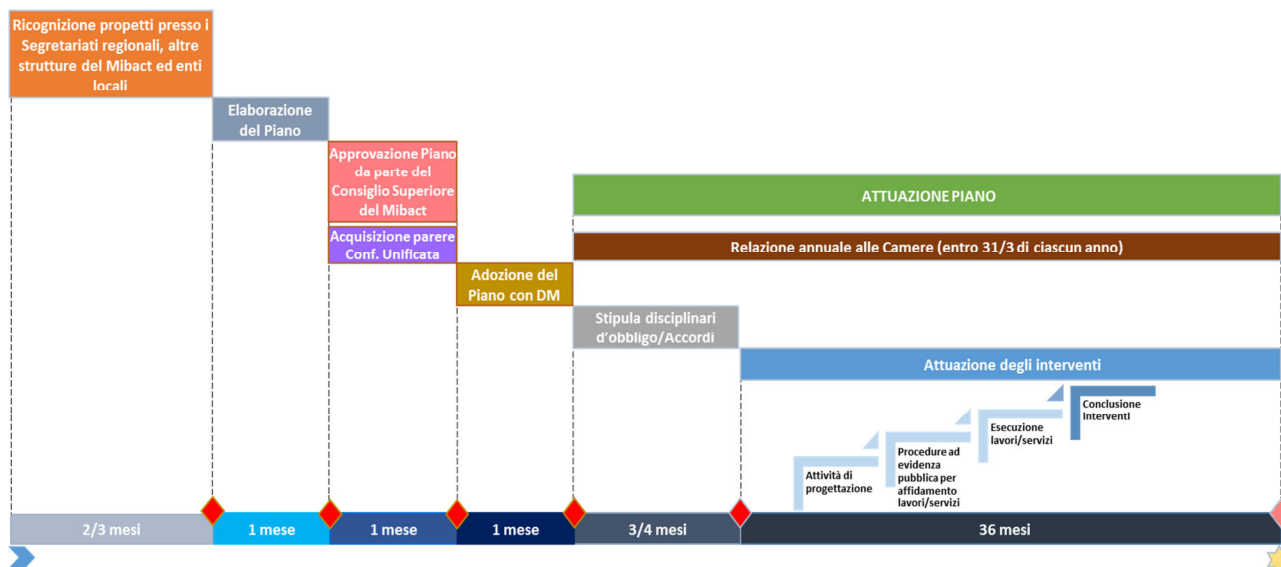 Ricognizione propetti presso i
Segretariati regionali, altre
strutture del Mibact ed enti
locali
Elaborazione
del Piano
Approvazione Piano
da parte del
Consiglio Superiore
del Mibact
Acquisizione parere
Conf. Unificata
Adozione del
Piano con DM
ATTUAZIONE PIANO
Relazione annuale alle Camere (entro 31/3 di ciascun anno)
Stipula disciplinari
d'obbligo/Accordi
Attuazione degli interventi
Attività di
progettazione
Procedure ad
evidenza
pubblica per
affidamento
lavori/servizi
Esecuzione
lavori/servizi
Conclusione
Interventi
2/3 mesi
1 mese
1 mese
1 mese
3/4 mesi
36 mesi